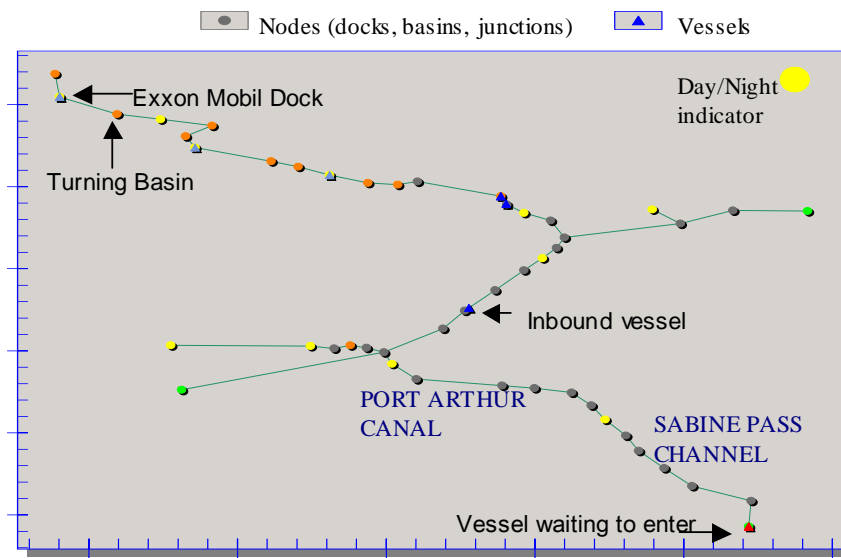 Nodes (docks, basins, junctions)
Vessels
Exxon Mobil Dock
Day/Night
indicator
Turning Basin
Inbound vessel
PORT ARTHUR
CANAL
SABINE PASS
CHANNEL
Vessel waiting to enter